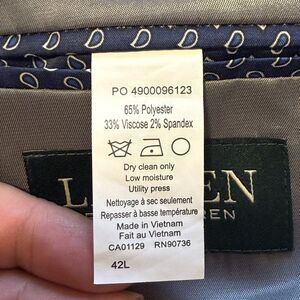 PO 4900096123
65% Polyester
33% Viscose 2% Spandex
Dry clean only
Low moisture
Utility press
Nettoyage à sec seulement
Repasser à basse température
Made in Vietnam
Fait au Vietnam
CA01129 RN90736
42L